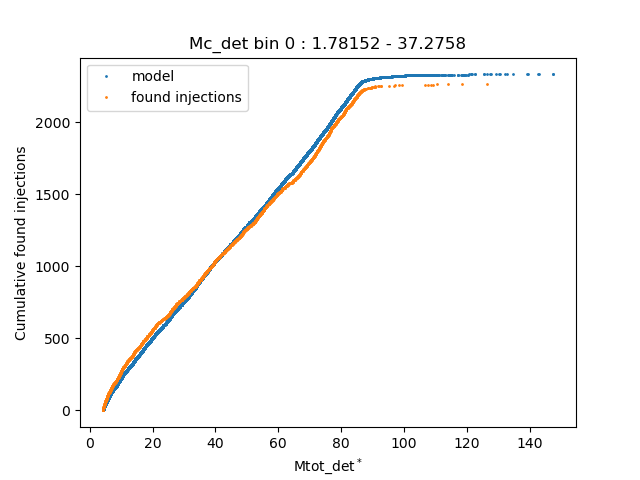 Mc_det bin 0 : 1.78152 - 37.2758
model
found injections
Cumulative found injections
2000
1500
1000
500
0
0 20 40 60 80 100 120 140
Mtot_det*